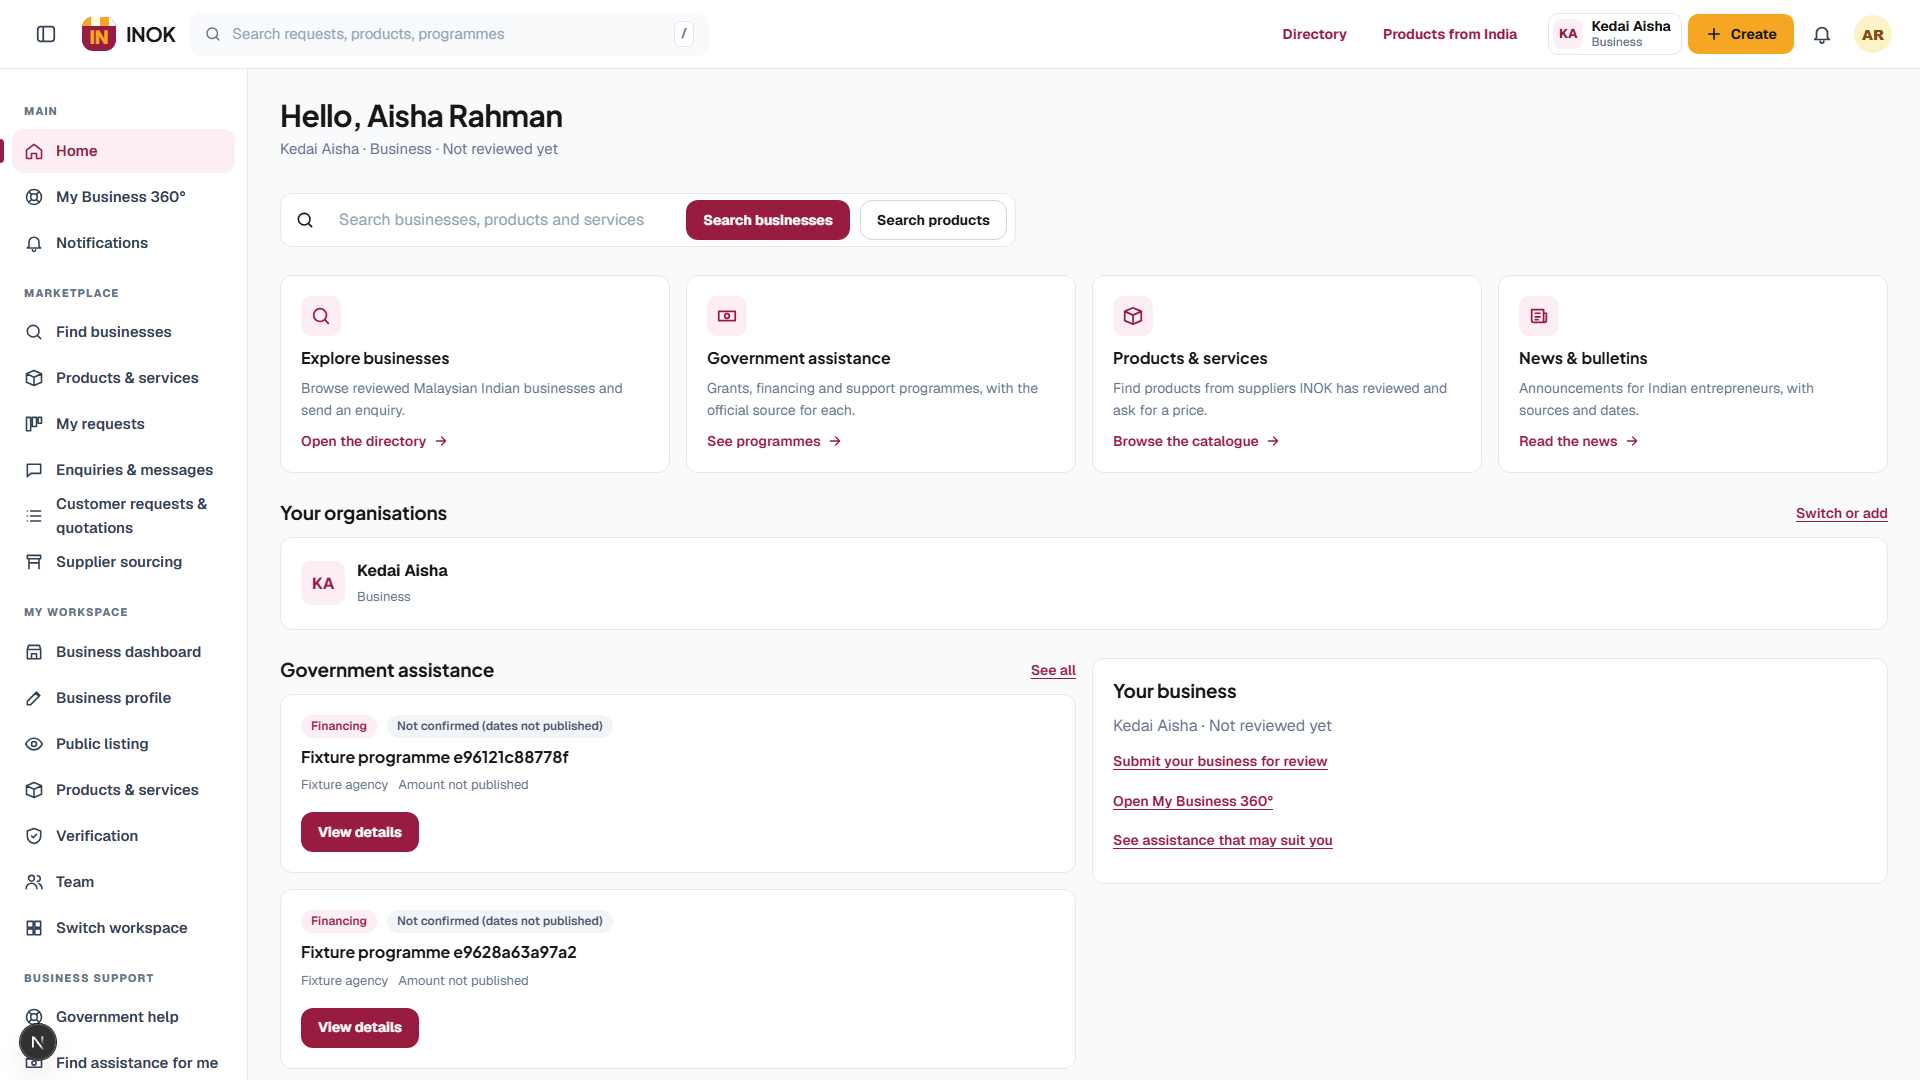 IN INOK
Search requests, products, programmes
/
Directory
Products from India
KA
Kedai Aisha
Business
Create
AR
MAIN
Home
My Business 360°
Notifications
MARKETPLACE
Find businesses
Products & services
My requests
Enquiries & messages
Customer requests &
quotations
Supplier sourcing
MY WORKSPACE
Business dashboard
Business profile
Public listing
Products & services
Verification
Team
Switch workspace
BUSINESS SUPPORT
Government help
N
Find assistance for me
Hello, Aisha Rahman
Kedai Aisha · Business · Not reviewed yet
Search businesses, products and services
Search businesses
Search products
Explore businesses
Browse reviewed Malaysian Indian businesses and
send an enquiry.
Open the directory →
Government assistance
Grants, financing and support programmes, with the
official source for each.
See programmes →
Products & services
Find products from suppliers INOK has reviewed and
ask for a price.
Browse the catalogue →
News & bulletins
Announcements for Indian entrepreneurs, with
sources and dates.
Read the news →
Your organisations
Switch or add
KA
Kedai Aisha
Business
Government assistance
See all
Financing
Not confirmed (dates not published)
Fixture programme e96121c88778f
Fixture agency Amount not published
View details
Financing
Not confirmed (dates not published)
Fixture programme e9628a63a97a2
Fixture agency Amount not published
View details
Your business
Kedai Aisha · Not reviewed yet
Submit your business for review
Open My Business 360°
See assistance that may suit you